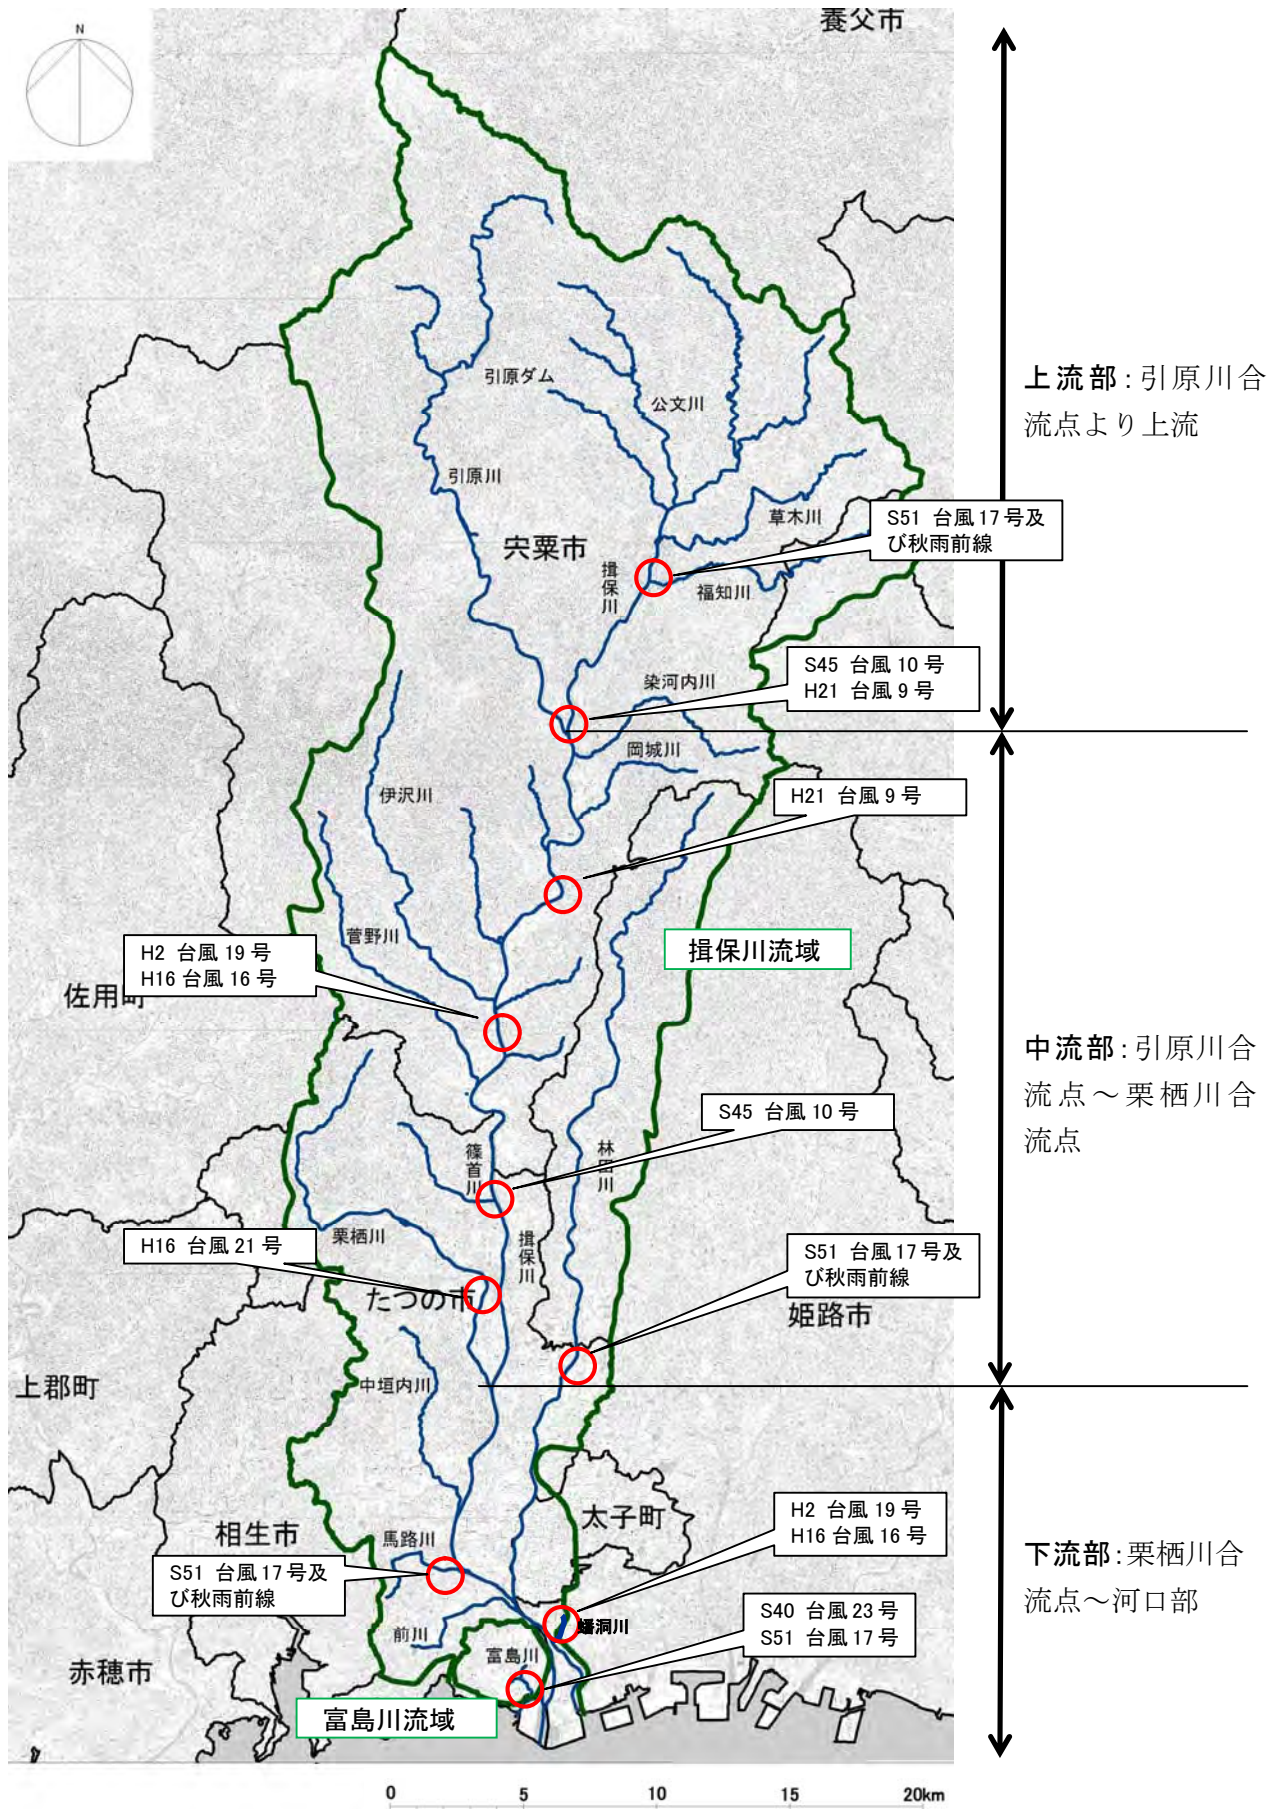 養父市
N
引原ダム
公文川
上流部：引原川合
流点より上流
引原川
草木川
S51 台風17号及
び秋雨前線
宍粟市
揖保川
福知川
S45 台風10号
H21 台風9号
染河内川
岡城川
伊沢川
H21 台風9号
菅野川
H2 台風19号
H16 台風16号
揖保川流域
佐用町
中流部：引原川合
流点～栗栖川合
流点
S45 台風10号
篠首川
林田川
栗栖川
H16 台風21号
揖保川
S51 台風17号及
び秋雨前線
たつの市
姫路市
上郡町
中垣内川
H2 台風19号
H16 台風16号
太子町
相生市
馬路川
下流部：栗栖川合
流点～河口部
S51 台風17号及
び秋雨前線
S40 台風23号
S51 台風17号
蟠洞川
前川
富島川
赤穂市
富島川流域
0 5 10 15 20km